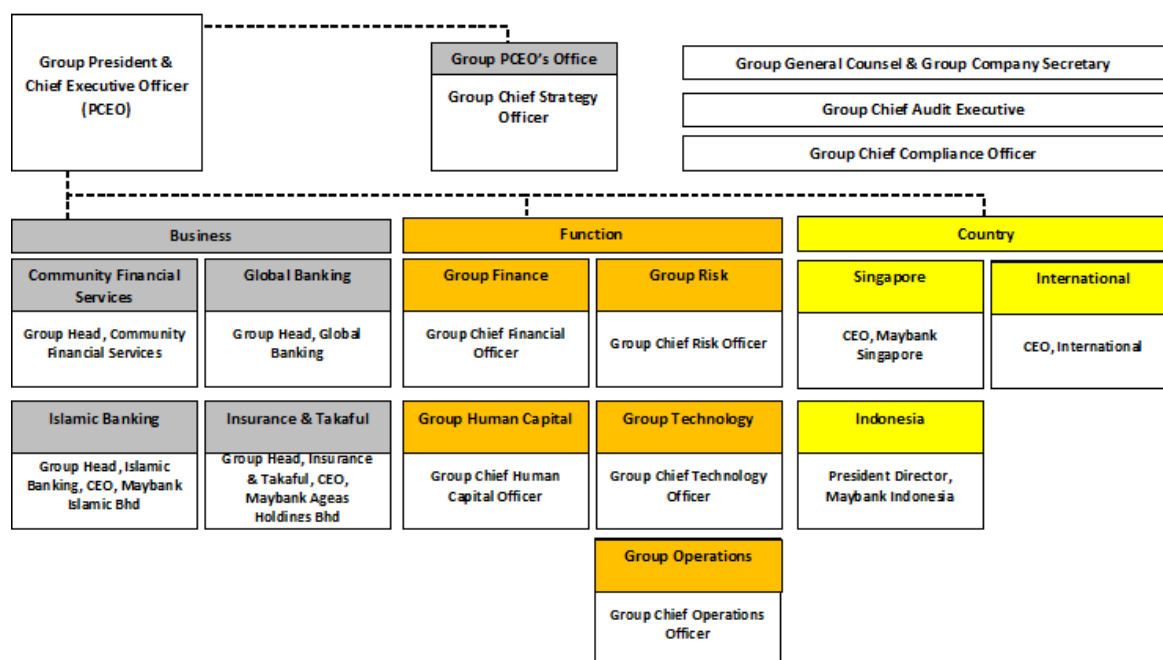 Group President &
Chief Executive Officer
(PCEO)
Group PCEO's Office
Group Chief Strategy
Officer
Group General Counsel & Group Company Secretary
Group Chief Audit Executive
Group Chief Compliance Officer
Business
Community Financial
Services
Group Head, Community
Financial Services
Global Banking
Group Head, Global
Banking
Islamic Banking
Group Head, Islamic
Banking, CEO, Maybank
Islamic Bhd
Insurance & Takaful
Group Head, Insurance
& Takaful, CEO,
Maybank Ageas
Holdings Bhd
Function
Group Finance
Group Chief Financial
Officer
Group Risk
Group Chief Risk Officer
Group Human Capital
Group Chief Human
Capital Officer
Group Technology
Group Chief Technology
Officer
Group Operations
Group Chief Operations
Officer
Country
Singapore
CEO, Maybank
Singapore
International
CEO, International
Indonesia
President Director,
Maybank Indonesia